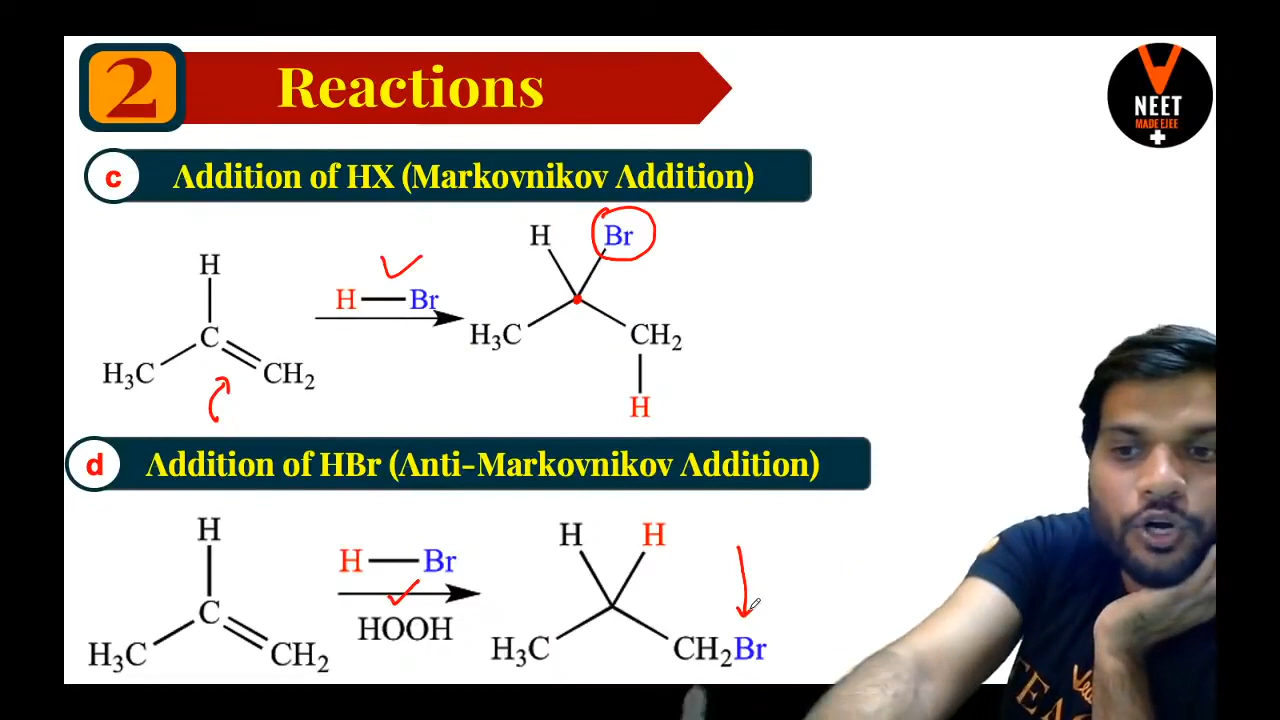 2 Reactions
NEET
MADE EJEE
c Addition of HX (Markovnikov Addition)
H Br
H
H—Br
C
H₃C CH₂
H₃C CH₂
H
d Addition of HBr (Anti-Markovnikov Addition)
H H H
H—Br
C
HOOH
H₃C CH₂
H₃C CH₂Br